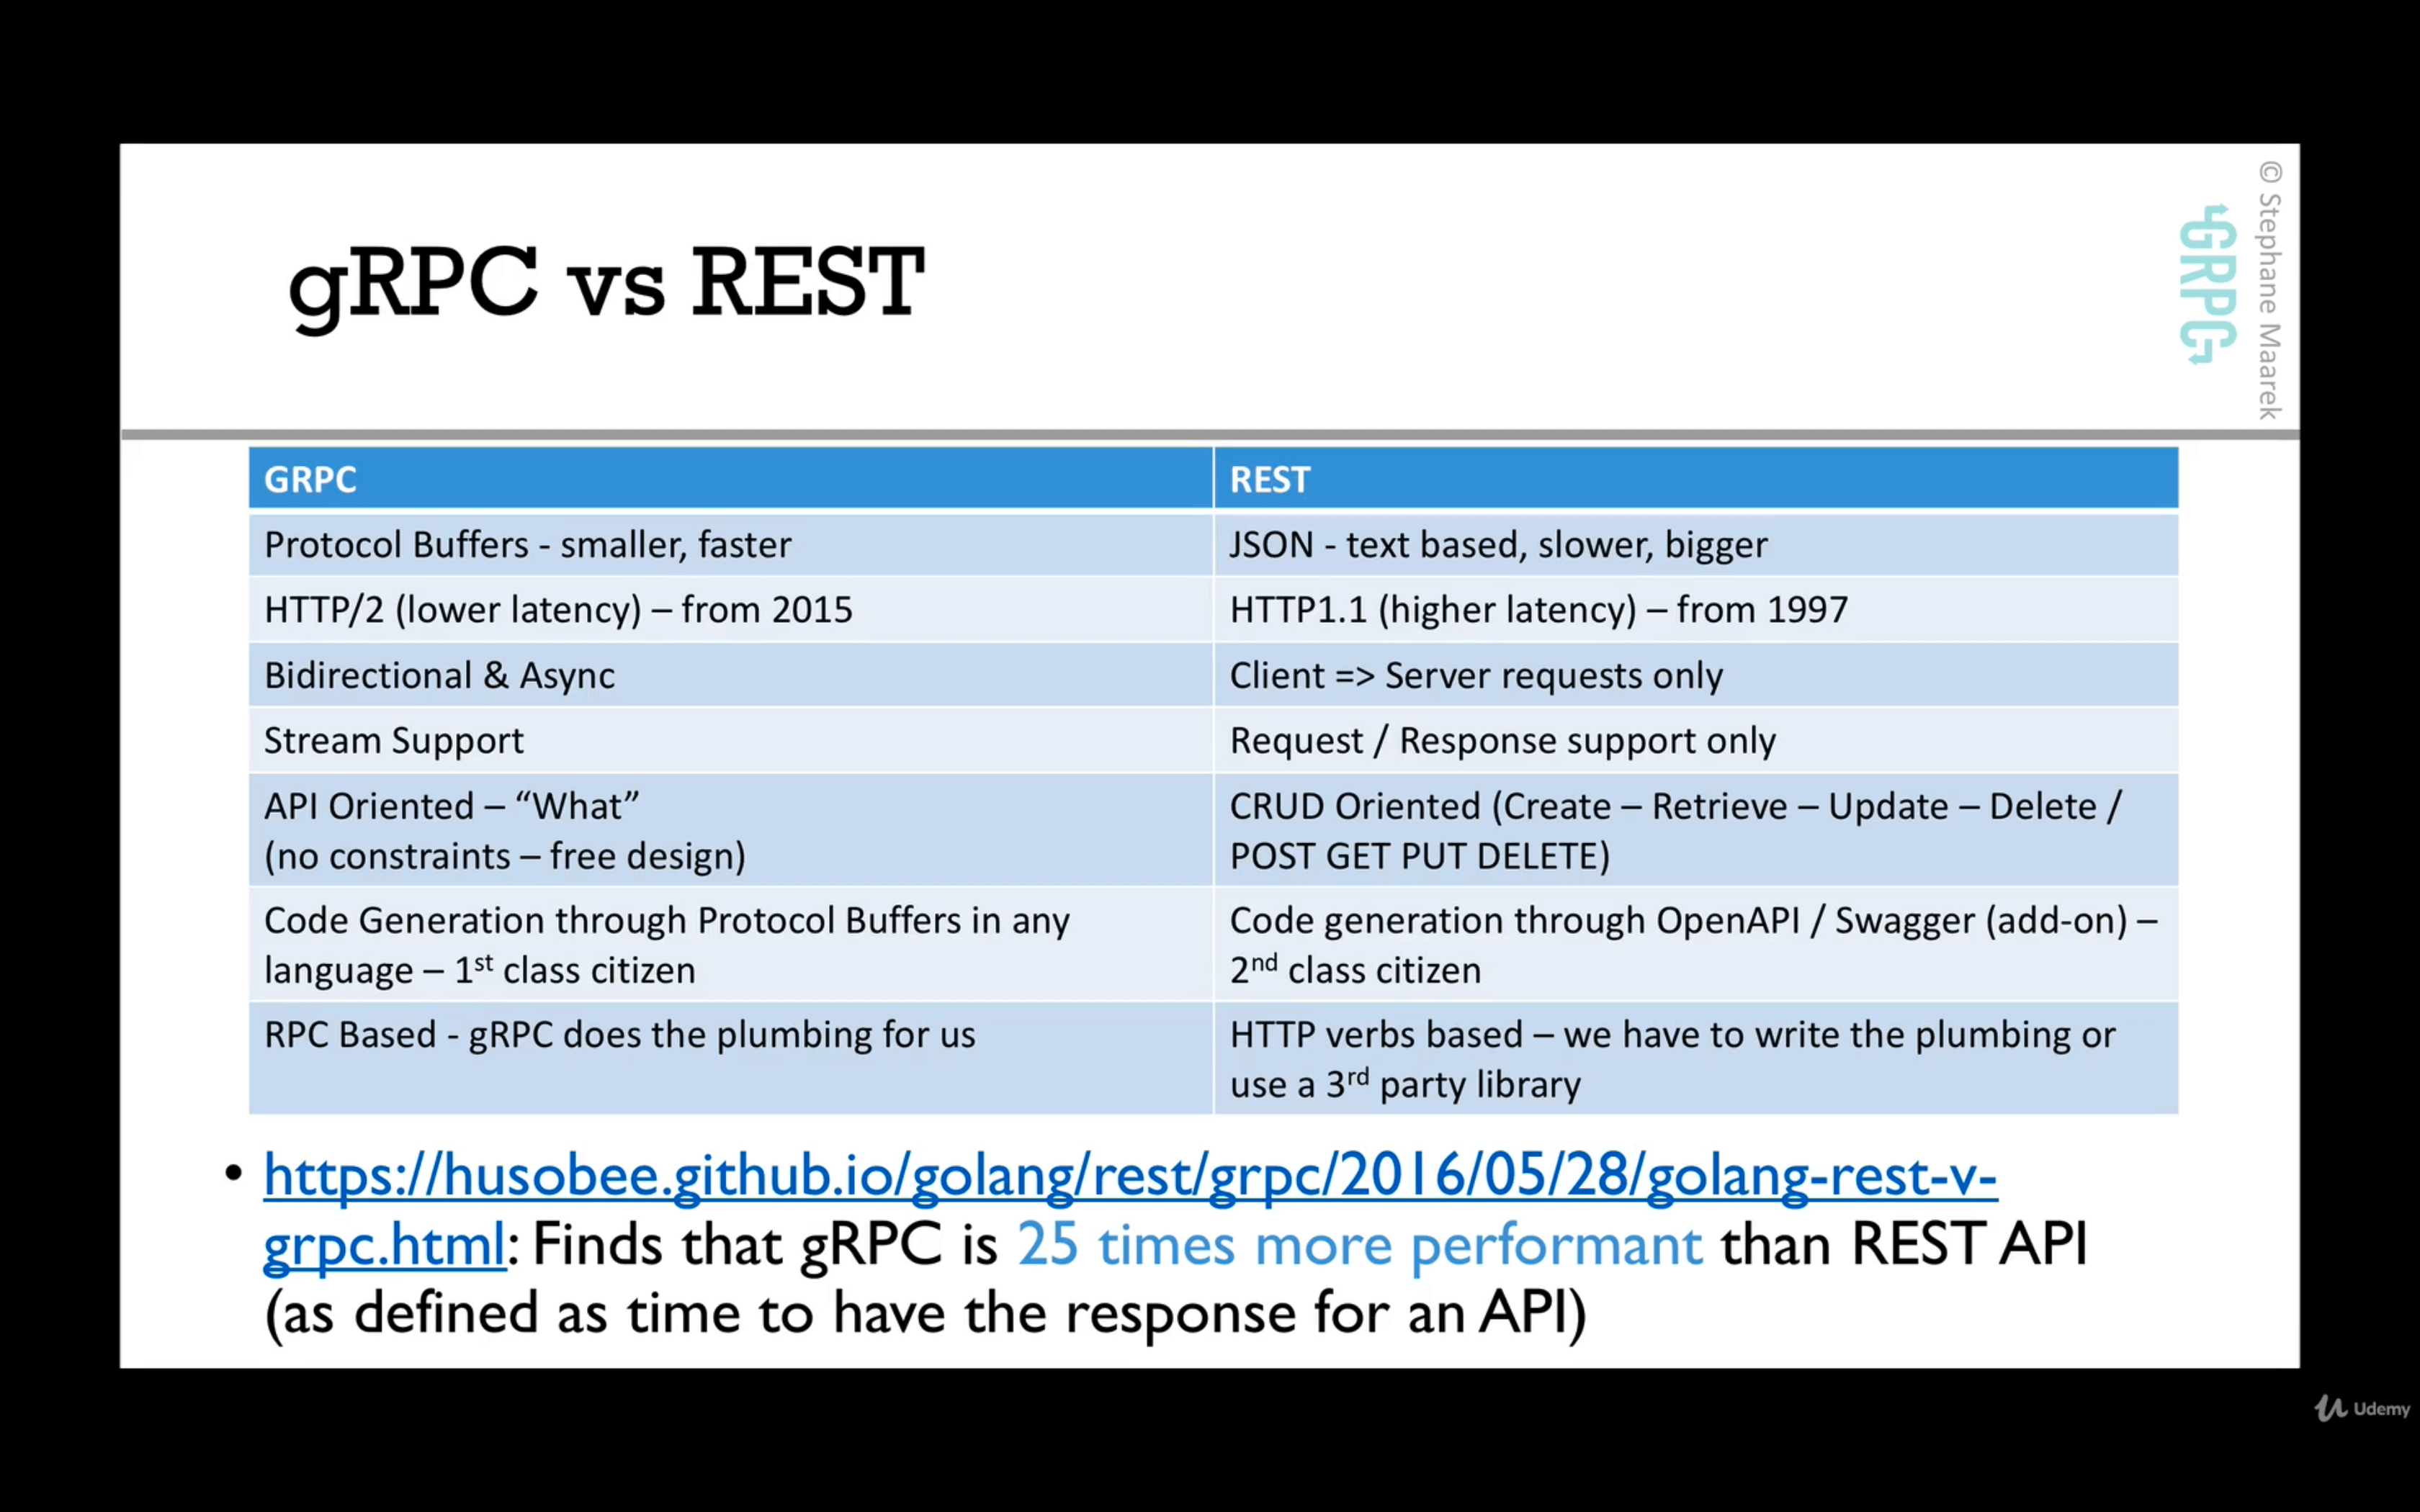 gRPC vs REST
GRPC
© Stephane Maarek
GRPC
REST
Protocol Buffers - smaller, faster
JSON - text based, slower, bigger
HTTP/2 (lower latency) – from 2015
HTTP1.1 (higher latency) – from 1997
Bidirectional & Async
Client => Server requests only
Stream Support
Request / Response support only
API Oriented – “What”
(no constraints – free design)
CRUD Oriented (Create – Retrieve – Update – Delete /
POST GET PUT DELETE)
Code Generation through Protocol Buffers in any
language – 1st class citizen
Code generation through OpenAPI / Swagger (add-on) –
2nd class citizen
RPC Based - gRPC does the plumbing for us
HTTP verbs based – we have to write the plumbing or
use a 3rd party library
• https://husobee.github.io/golang/rest/grpc/2016/05/28/golang-rest-v-
grpc.html: Finds that gRPC is 25 times more performant than REST API
(as defined as time to have the response for an API)
Udemy